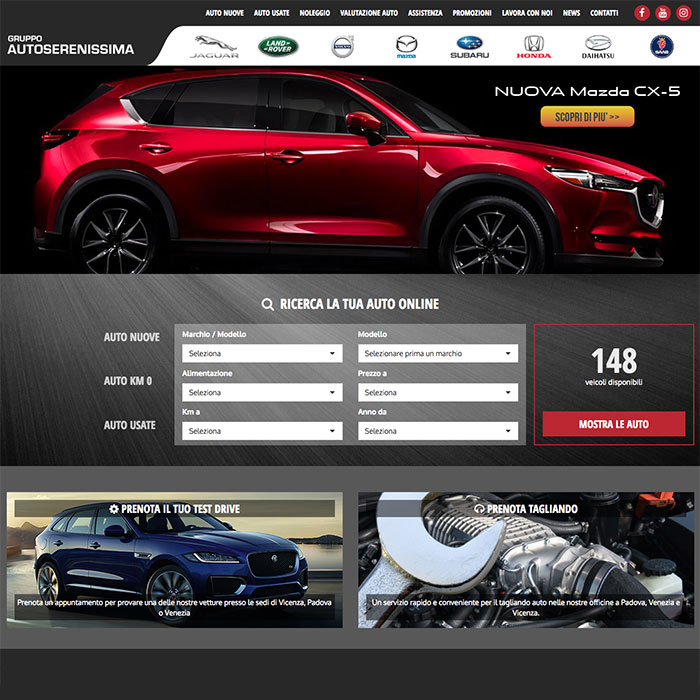 AUTO NUOVE AUTO USATE NOLEGGIO VALUTAZIONE AUTO ASSISTENZA PROMOZIONI LAVORA CON NOI NEWS CONTATTI
GRUPPO
AUTOSERENISSIMA
JAGUAR LAND ROVER VOLVO mazda SUBARU HONDA DAIHATSU SAAB
NUOVA Mazda CX-5
SCOPRI DI PIU' >>
RICERCA LA TUA AUTO ONLINE
AUTO NUOVE
AUTO KM 0
AUTO USATE
Marchio / Modello
Seleziona
Modello
Selezionare prima un marchio
Alimentazione
Seleziona
Prezzo a
Seleziona
Km a
Seleziona
Anno da
Seleziona
148
veicoli disponibili
MOSTRA LE AUTO
PRENOTA IL TUO TEST DRIVE
Prenota un appuntamento per provare una delle nostre vetture presso le sedi di Vicenza, Padova
o Venezia
PRENOTA TAGLIANDO
Un servizio rapido e conveniente per il tagliando auto nelle nostre officine a Padova, Venezia e
Vicenza.